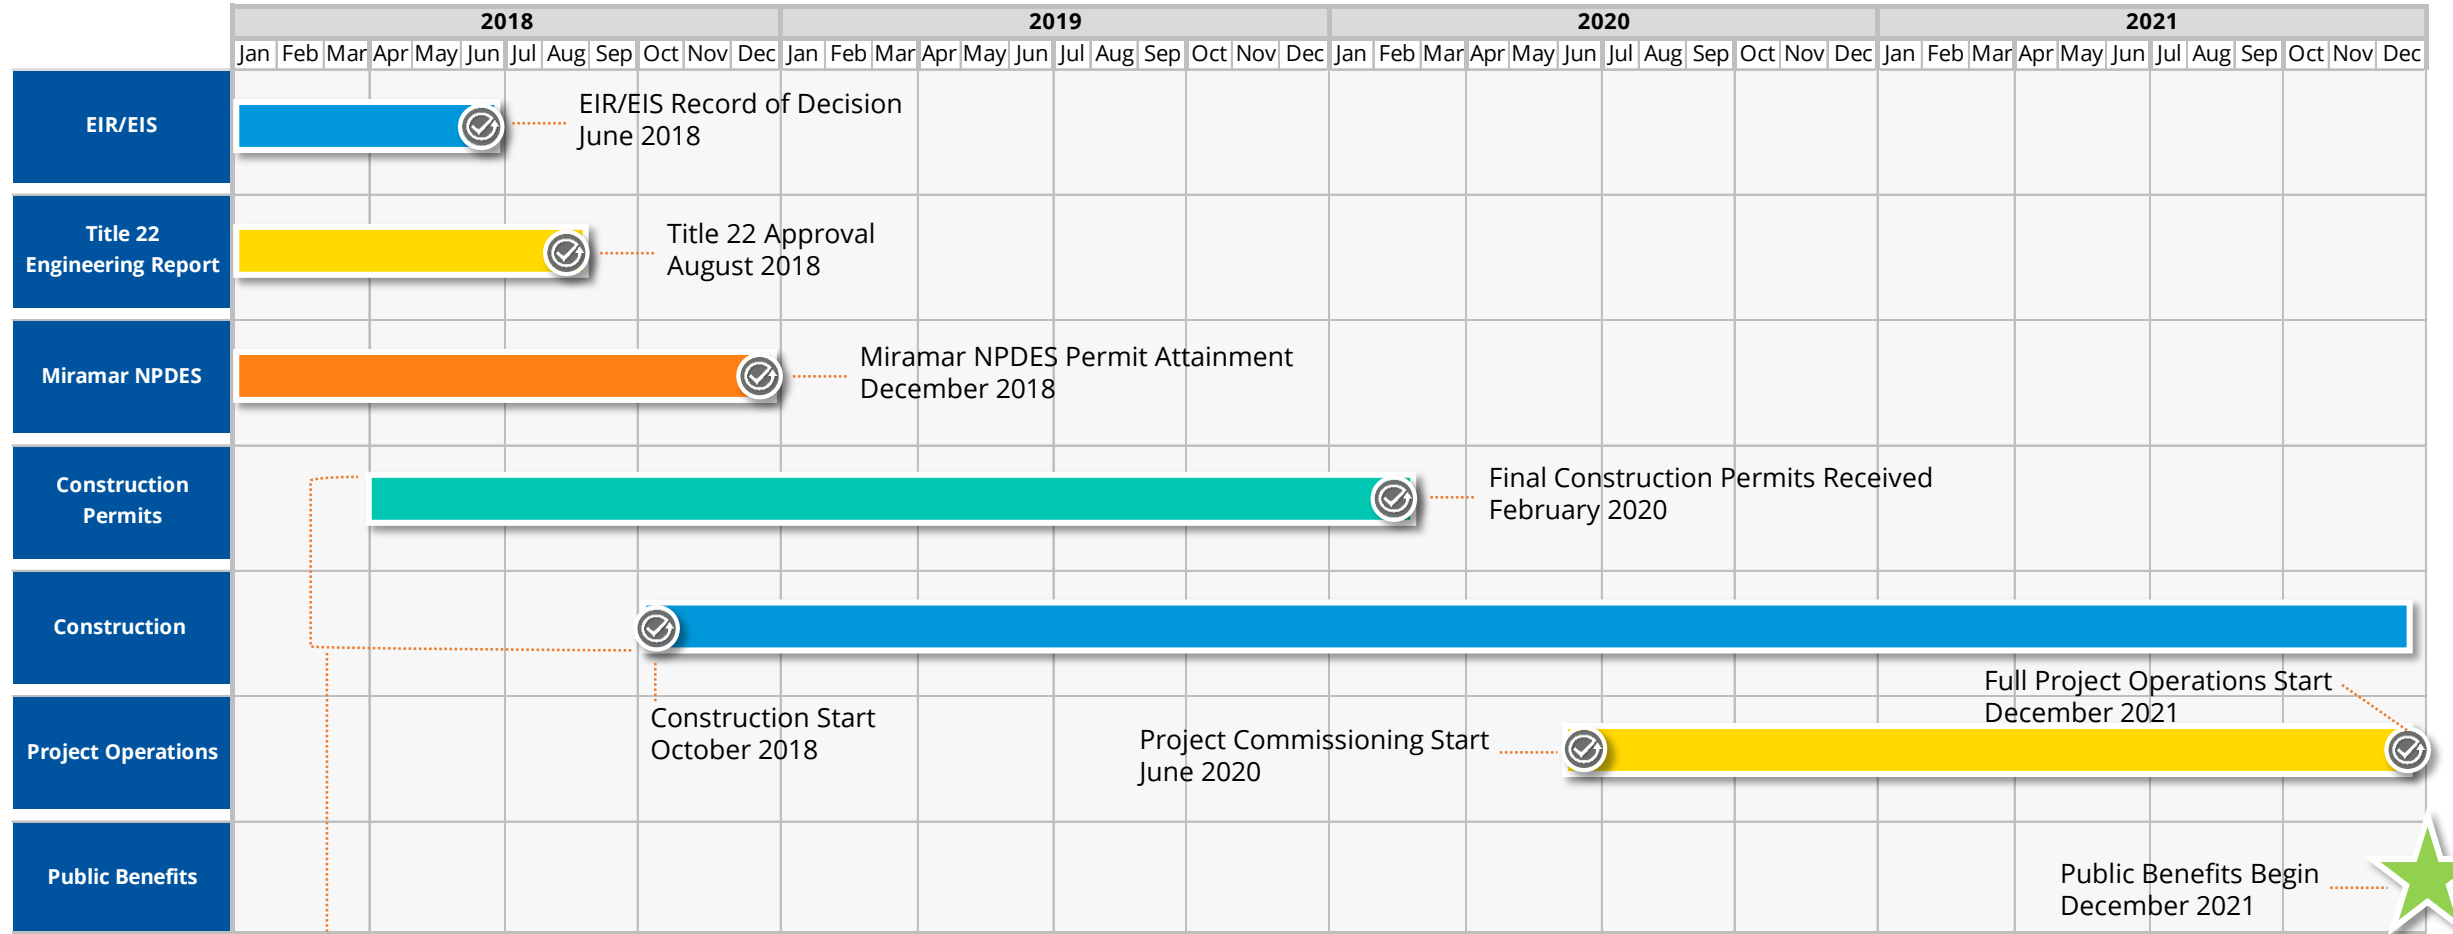 2018 2019 2020 2021
Jan Feb Mar Apr May Jun Jul Aug Sep Oct Nov Dec Jan Feb Mar Apr May Jun Jul Aug Sep Oct Nov Dec Jan Feb Mar Apr May Jun Jul Aug Sep Oct Nov Dec Jan Feb Mar Apr May Jun Jul Aug Sep Oct Nov Dec
EIR/EIS
EIR/EIS Record of Decision
June 2018
Title 22
Engineering Report
Title 22 Approval
August 2018
Miramar NPDES
Miramar NPDES Permit Attainment
December 2018
Construction
Permits
Final Construction Permits Received
February 2020
Construction
Construction Start
October 2018
Project Operations
Project Commissioning Start
June 2020
Full Project Operations Start
December 2021
Public Benefits
Public Benefits Begin
December 2021